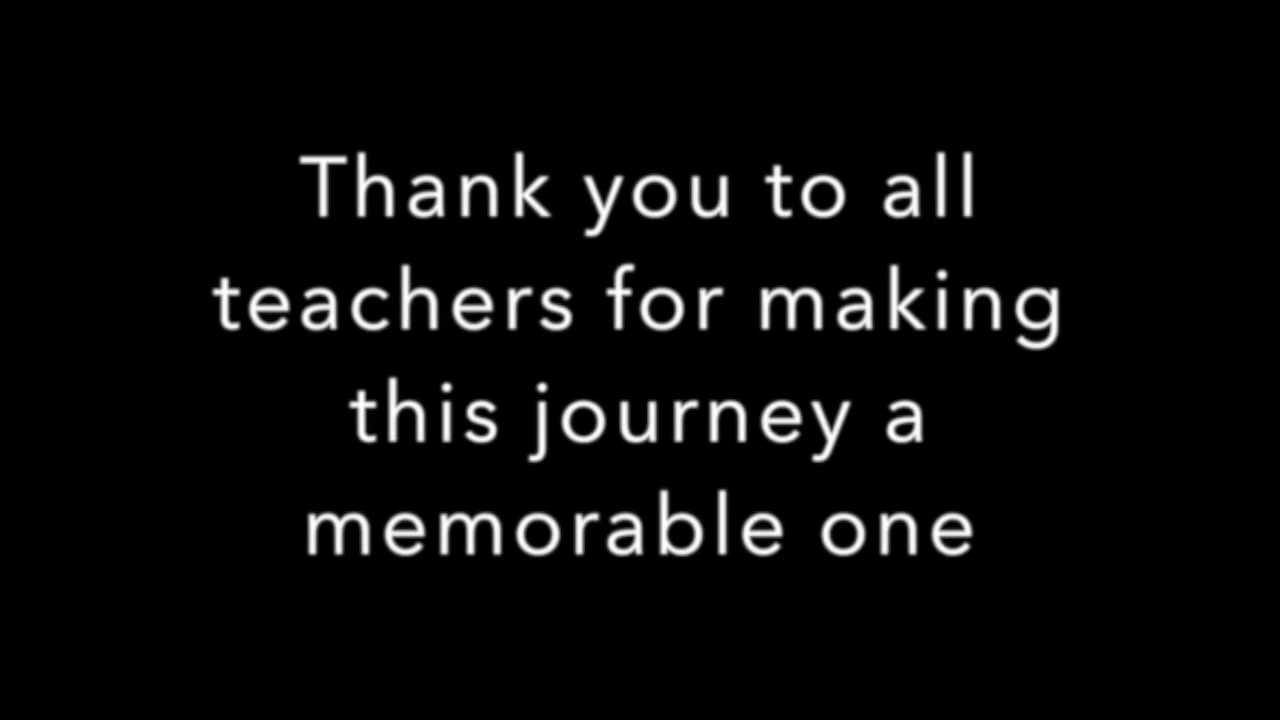 Thank you to all
teachers for making
this journey a
memorable one